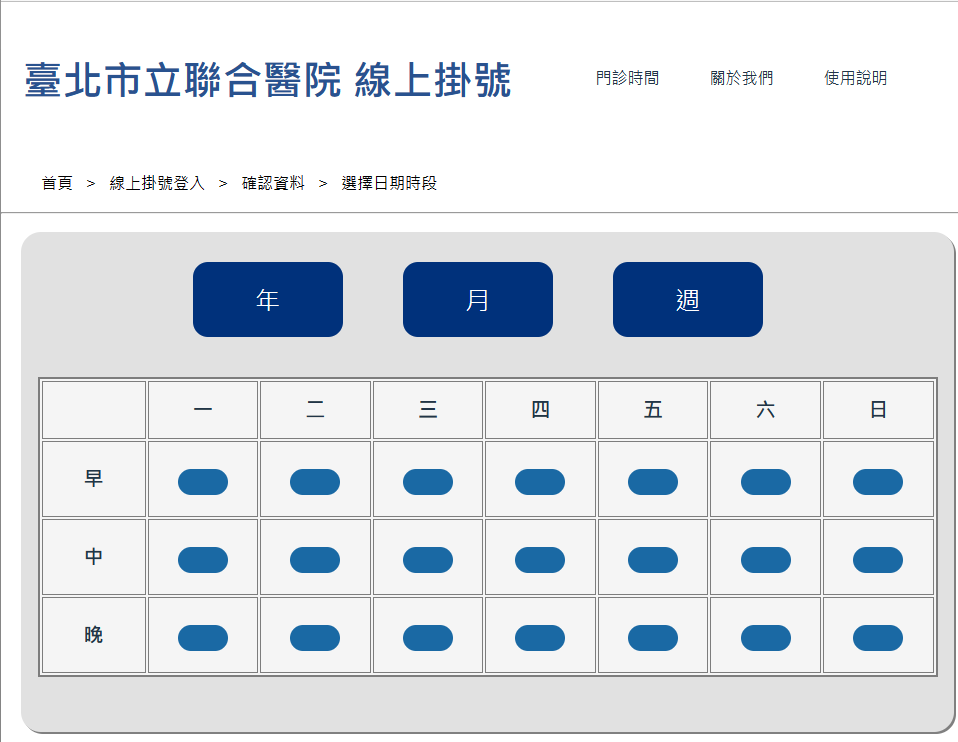 臺北市立聯合醫院 線上掛號
門診時間 關於我們 使用說明
首頁 > 線上掛號登入 > 確認資料 > 選擇日期時段
年 月 週
一 二 三 四 五 六 日
早
中
晚